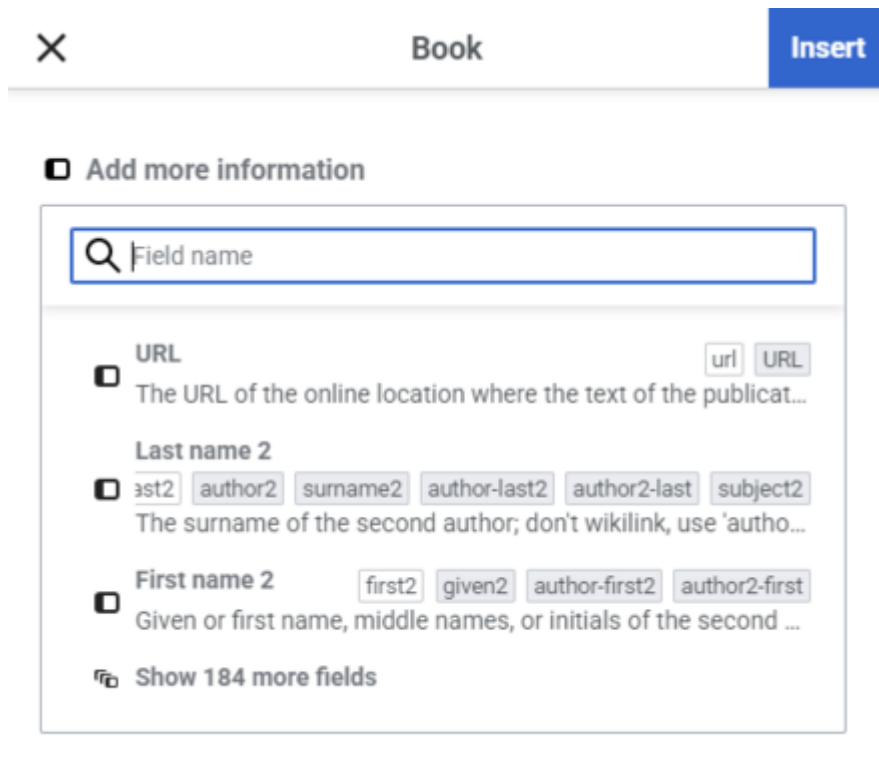 Book
Insert
Add more information
Field name
URL url URL
The URL of the online location where the text of the publicat...
Last name 2
ast2 author2 surname2 author-last2 author2-last subject2
The surname of the second author; don't wikilink, use 'autho...
First name 2 first2 given2 author-first2 author2-first
Given or first name, middle names, or initials of the second ...
Show 184 more fields